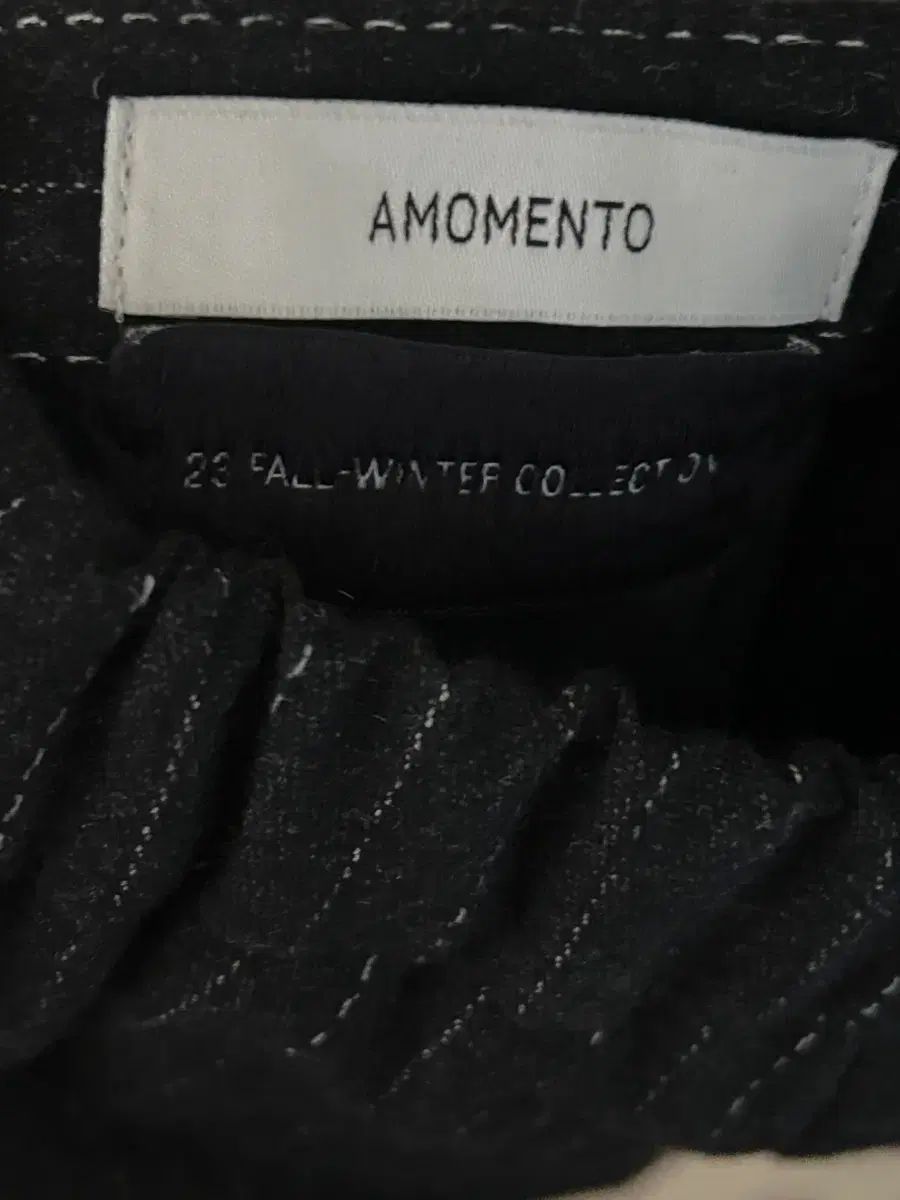 AMOMENTO
23 FALL-WINTER COLLECTION